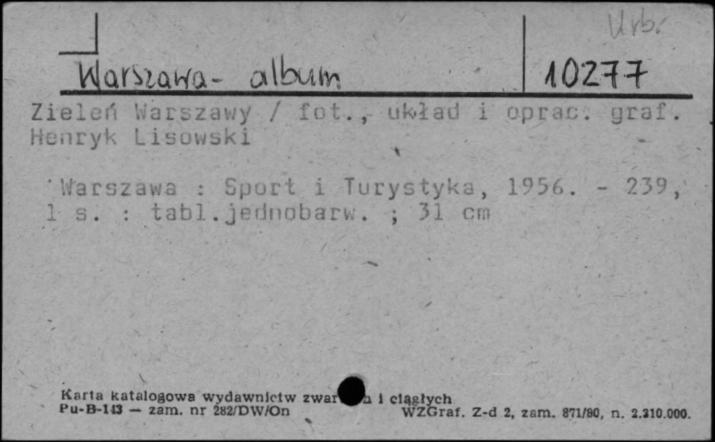 Urb.
Warszawa - album 10277
Zieleń Warszawy / fot., układ i oprac. graf.
Henryk Lisowski
Warszawa : Sport i Turystyka, 1956. - 239,
1 s. : tabl.jednobarw. ; 31 cm
Karta katalogowa wydawnictw i ciągłych
Pu-B-143 — zam. nr 282/DW/On WZGraf. Z-d 2, zam. 871/80, n. 2.310.000.